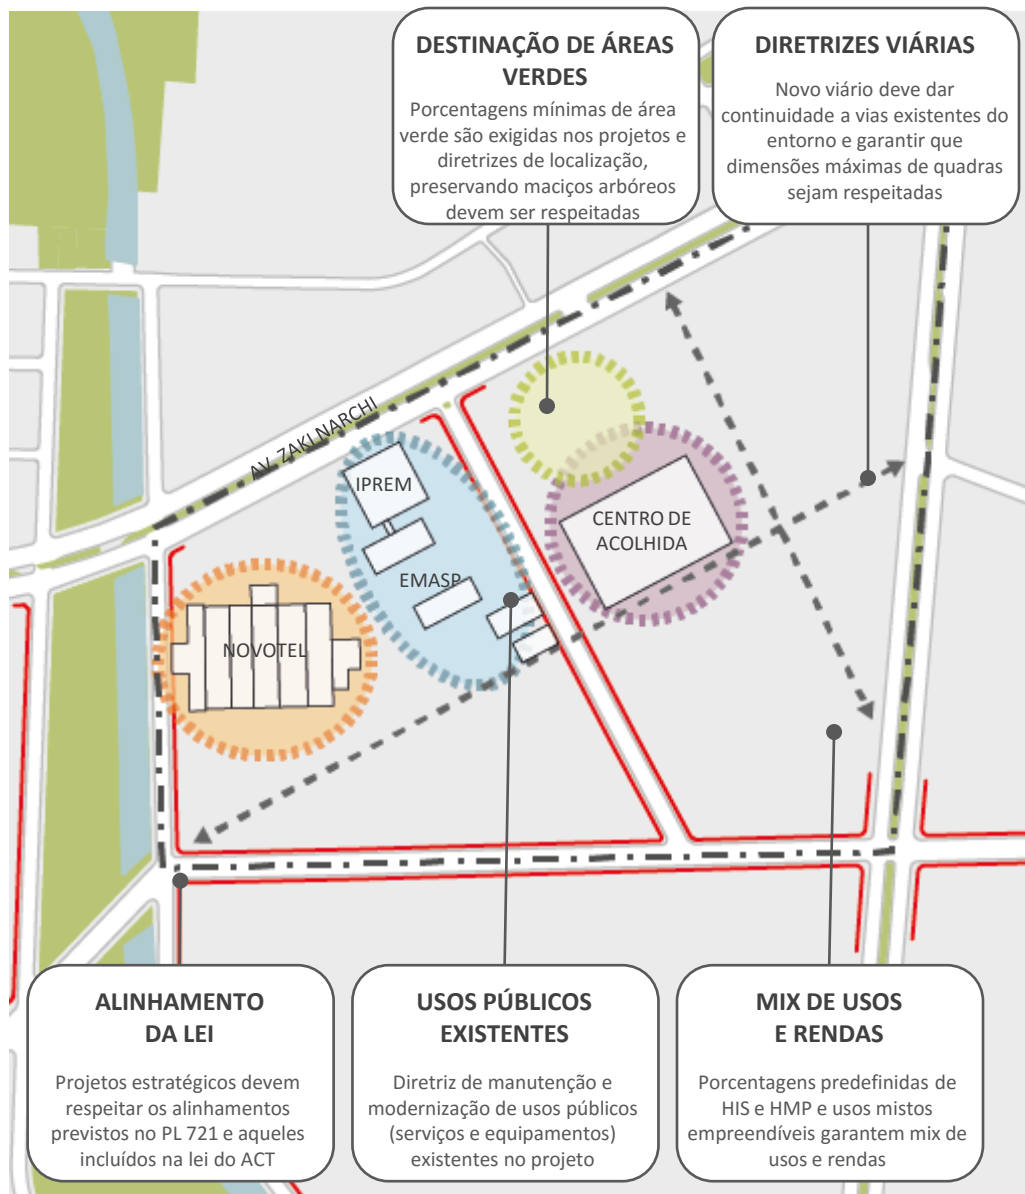 DESTINAÇÃO DE ÁREAS
VERDES
Porcentagens mínimas de área
verde são exigidas nos projetos e
diretrizes de localização,
preservando maciços arbóreos
devem ser respeitadas
DIRETRIZES VIÁRIAS
Novo viário deve dar
continuidade a vias existentes do
entorno e garantir que
dimensões máximas de quadras
sejam respeitadas
AV. ZAKI NARCHI
IPREM
EMASP
CENTRO DE
ACOLHIDA
NOVOTEL
ALINHAMENTO
DA LEI
Projetos estratégicos devem
respeitar os alinhamentos
previstos no PL 721 e aqueles
incluídos na lei do ACT
USOS PÚBLICOS
EXISTENTES
Diretriz de manutenção e
modernização de usos públicos
(serviços e equipamentos)
existentes no projeto
MIX DE USOS
E RENDAS
Porcentagens predefinidas de
HIS e HMP e usos mistos
empreendíveis garantem mix de
usos e rendas